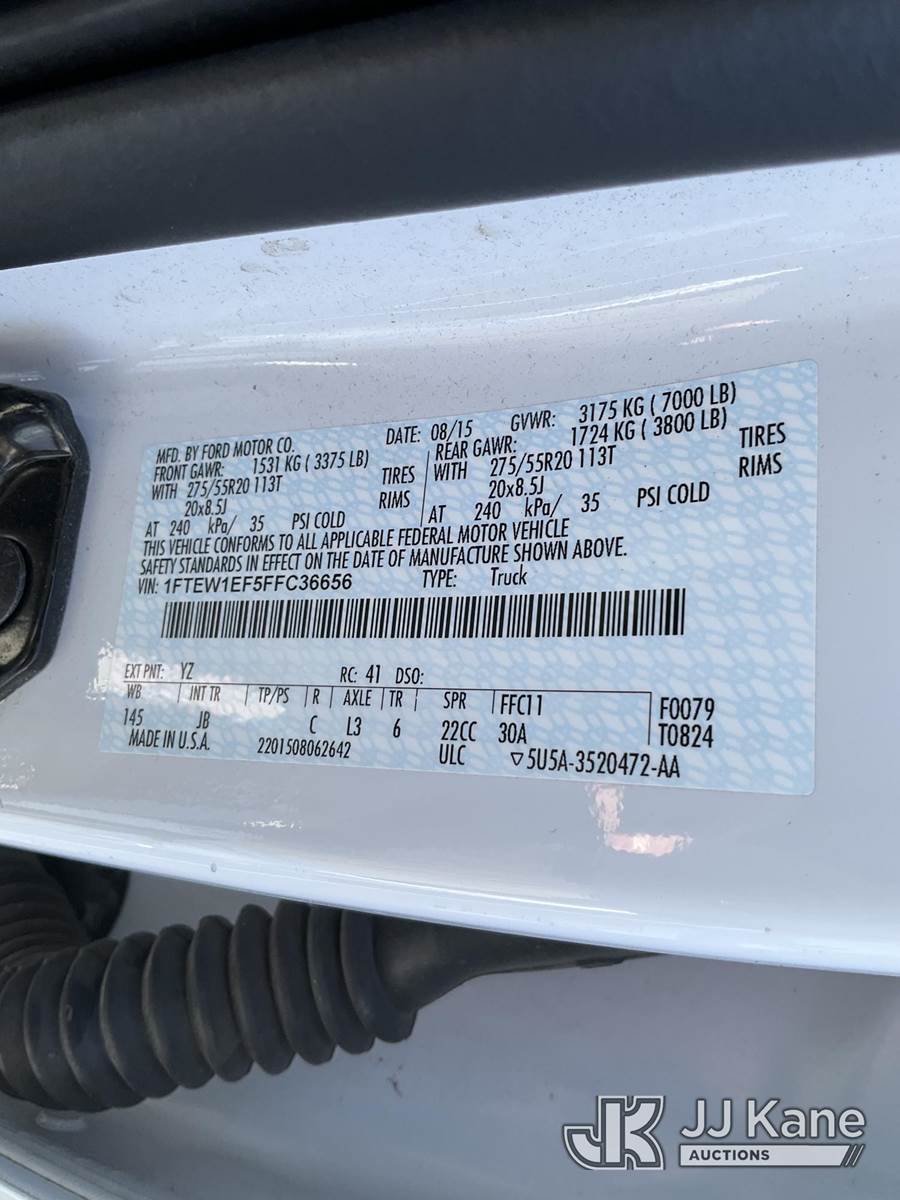 MFD. BY FORD MOTOR CO. DATE: 08/15 GVWR: 3175 KG ( 7000 LB)
FRONT GAWR: 1531 KG ( 3375 LB) REAR GAWR: 1724 KG ( 3800 LB)
WITH 275/55R20 113T TIRES WITH 275/55R20 113T TIRES
20x8.5J RIMS 20x8.5J RIMS
AT 240 kPa/ 35 PSI COLD AT 240 kPa/ 35 PSI COLD
THIS VEHICLE CONFORMS TO ALL APPLICABLE FEDERAL MOTOR VEHICLE
SAFETY STANDARDS IN EFFECT ON THE DATE OF MANUFACTURE SHOWN ABOVE.
VIN: 1FTEW1EF5FFC36656 TYPE: Truck
EXT PNT: YZ RC: 41 DSO:
WB INT TR TP/PS R AXLE TR SPR FFC11 F0079
145 JB C L3 6 22CC 30A T0824
MADE IN U.S.A. 2201508062642 ULC 5U5A-3520472-AA
JK JJ Kane
AUCTIONS